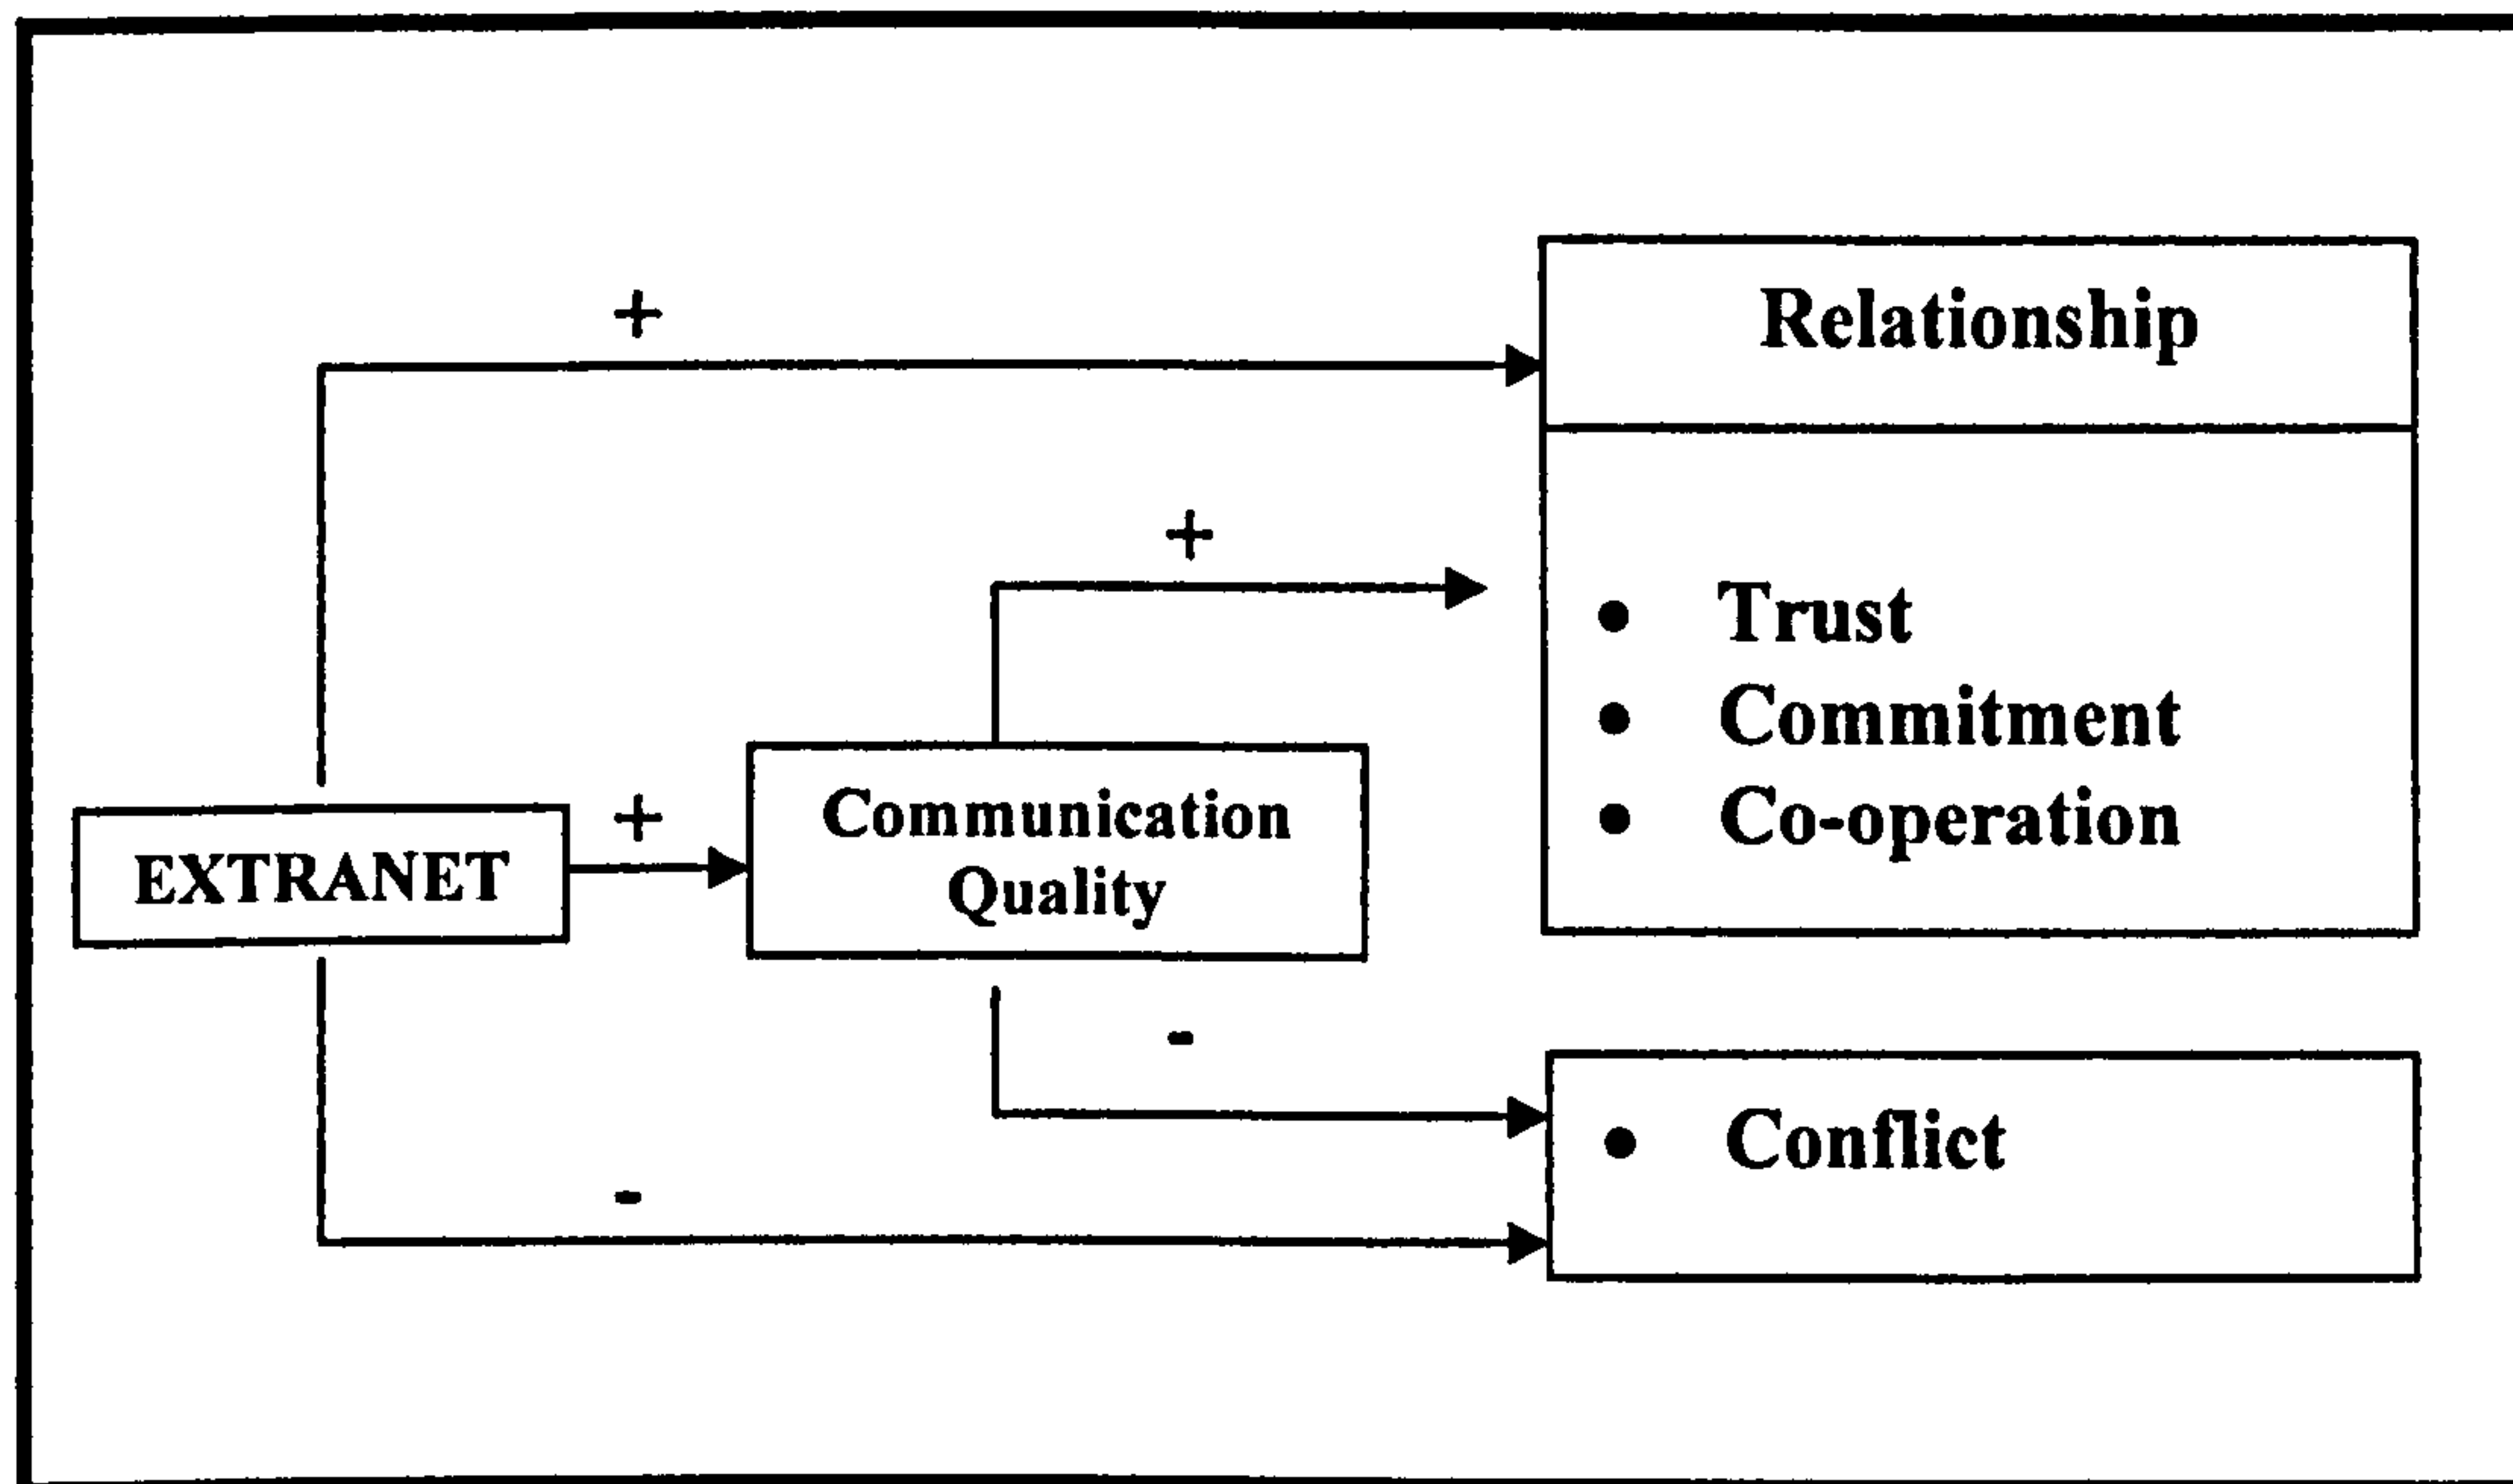 +
Relationship
+
• Trust
• Commitment
• Co-operation
+
EXTRANET
Communication
Quality
-
• Conflict
-